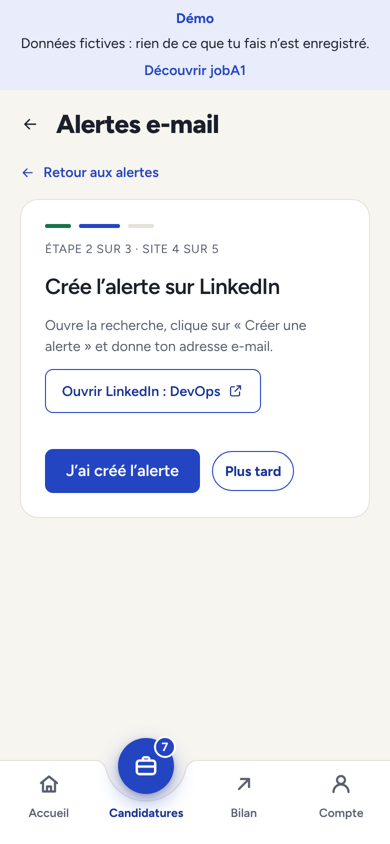 Démo
Données fictives : rien de ce que tu fais n’est enregistré.
Découvrir jobA1
Alertes e-mail
Retour aux alertes
ÉTAPE 2 SUR 3 · SITE 4 SUR 5
Crée l’alerte sur LinkedIn
Ouvre la recherche, clique sur « Créer une
alerte » et donne ton adresse e-mail.
Ouvrir LinkedIn : DevOps
J’ai créé l’alerte
Plus tard
7
Accueil
Candidatures
Bilan
Compte